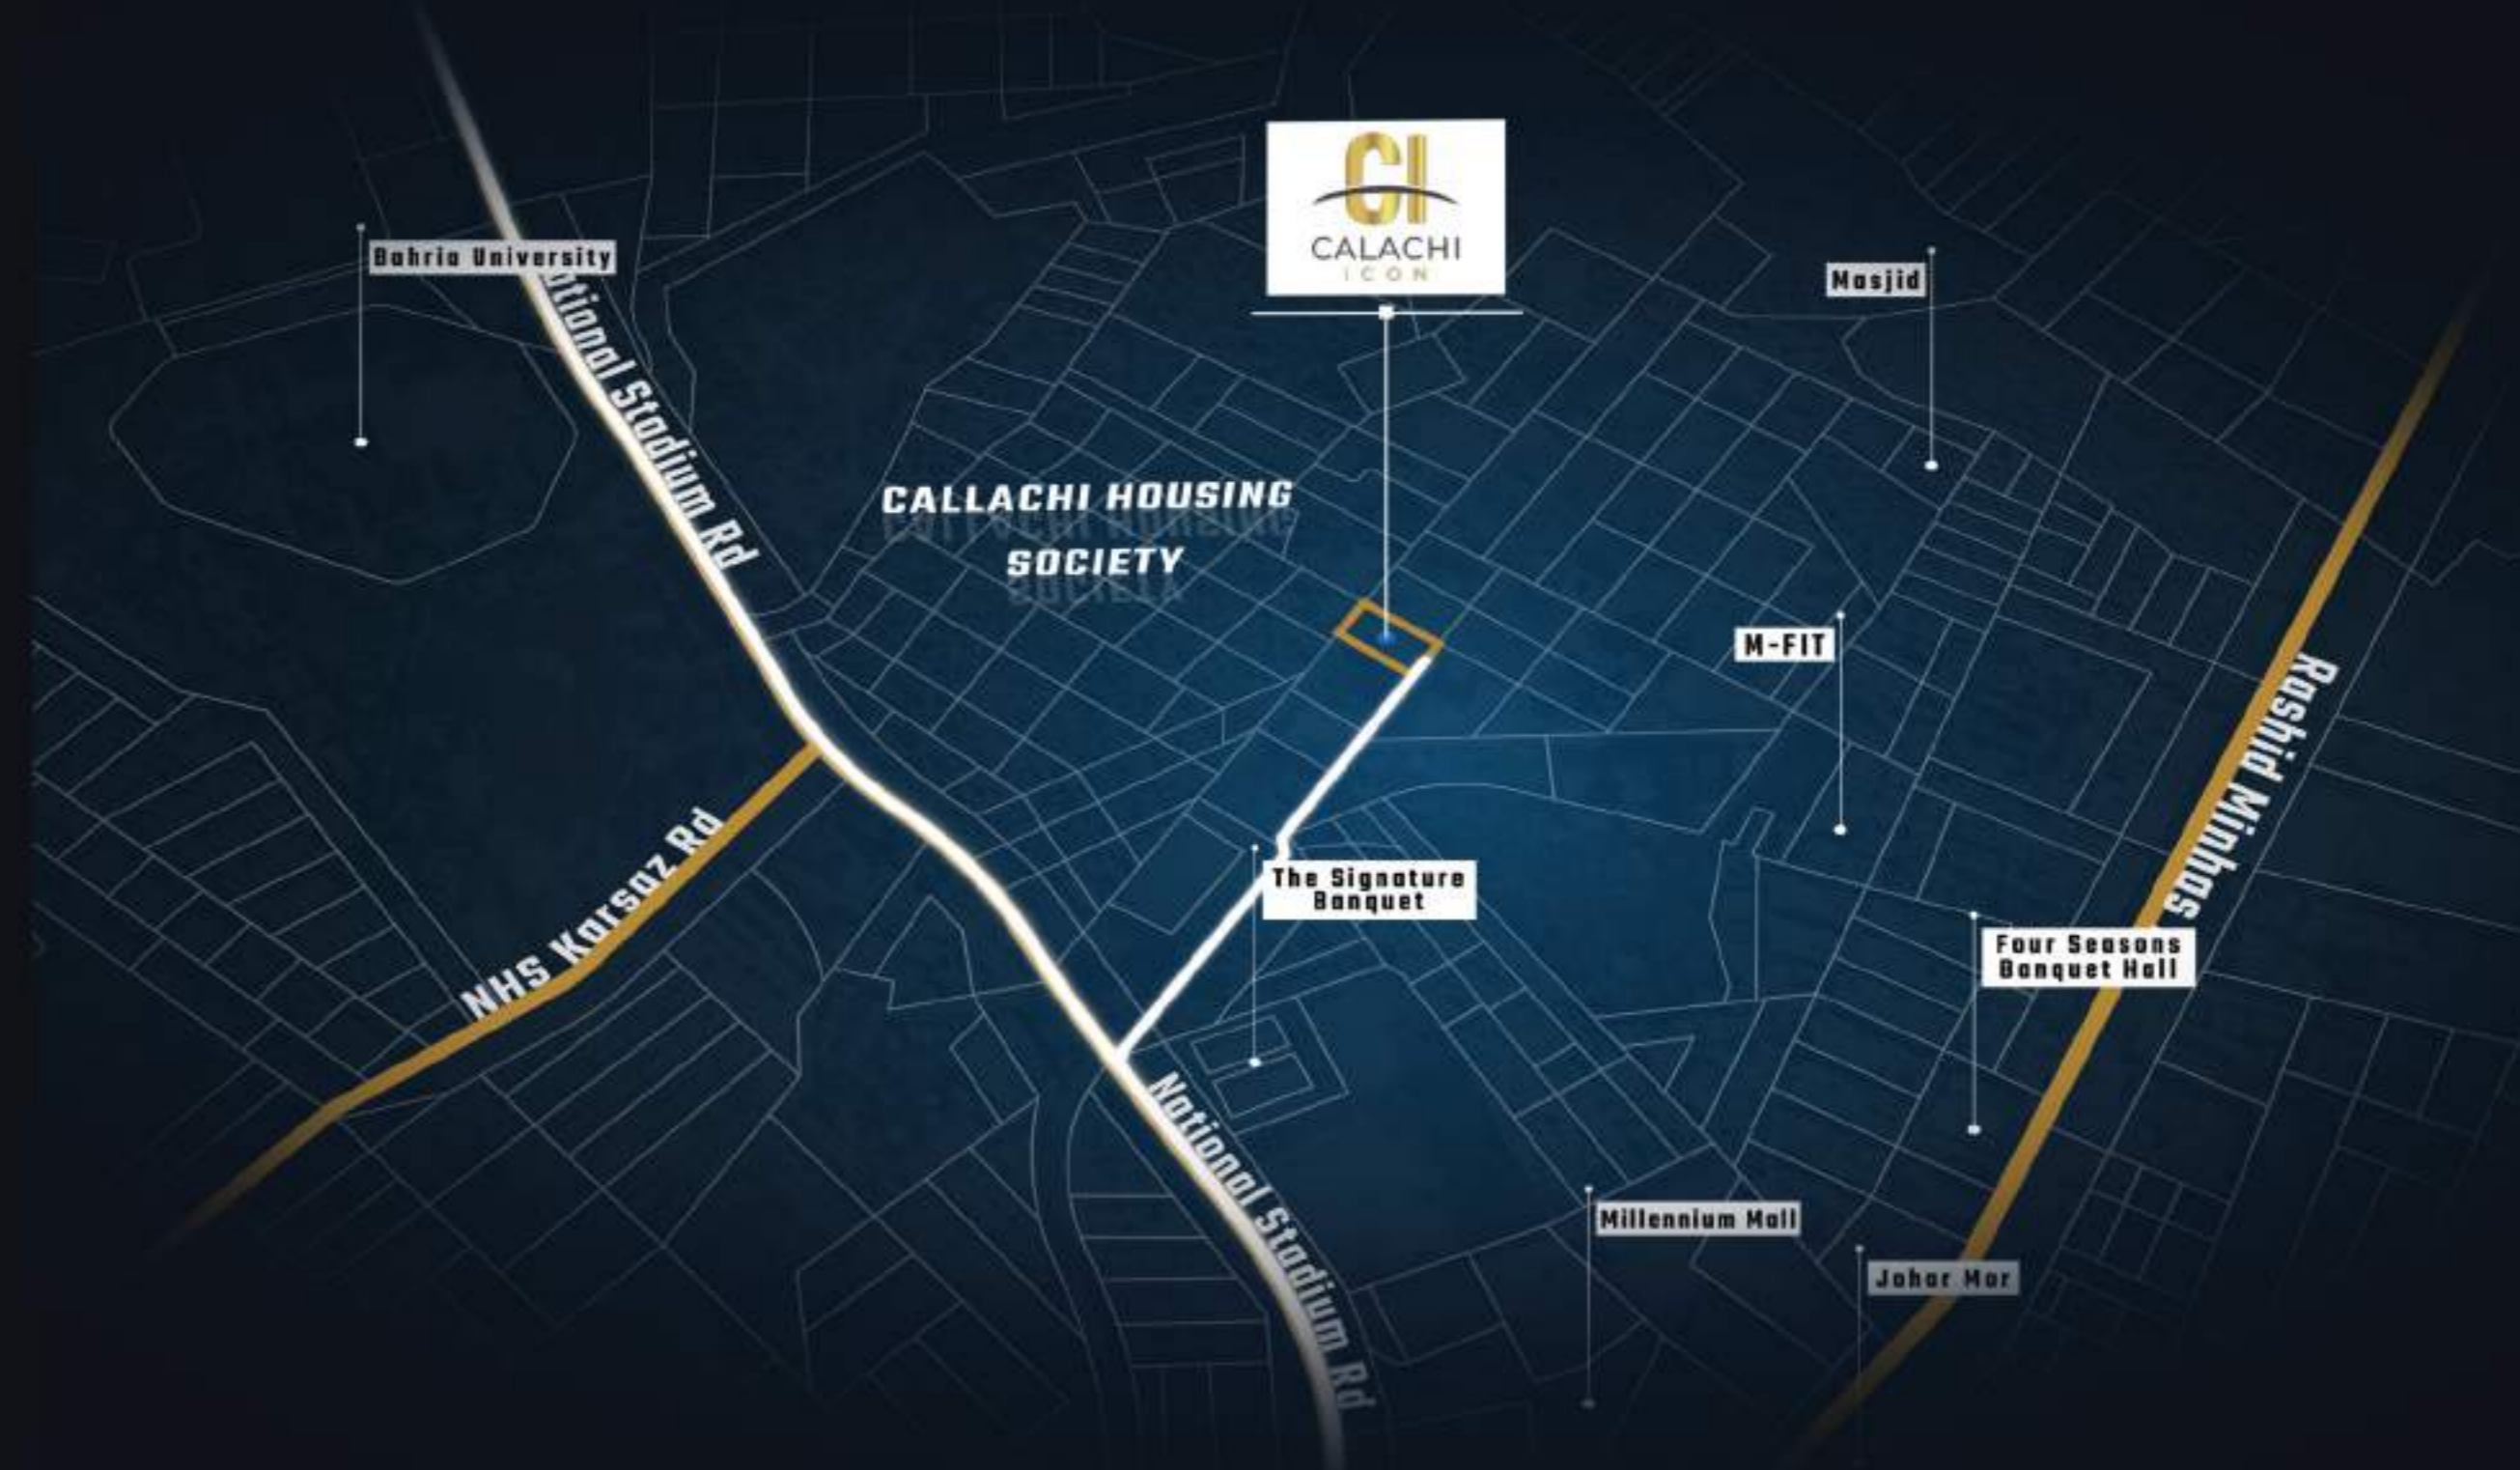 CI
CALACHI
ICON
Bahria University
Masjid
National Stadium Rd
CALLACHI HOUSING
SOCIETY
M-FIT
Rashid Minhas
NHS Karsaz Rd
The Signature
Banquet
Four Seasons
Banquet Hall
National Stadium Rd
Millennium Mall
Johar Mor